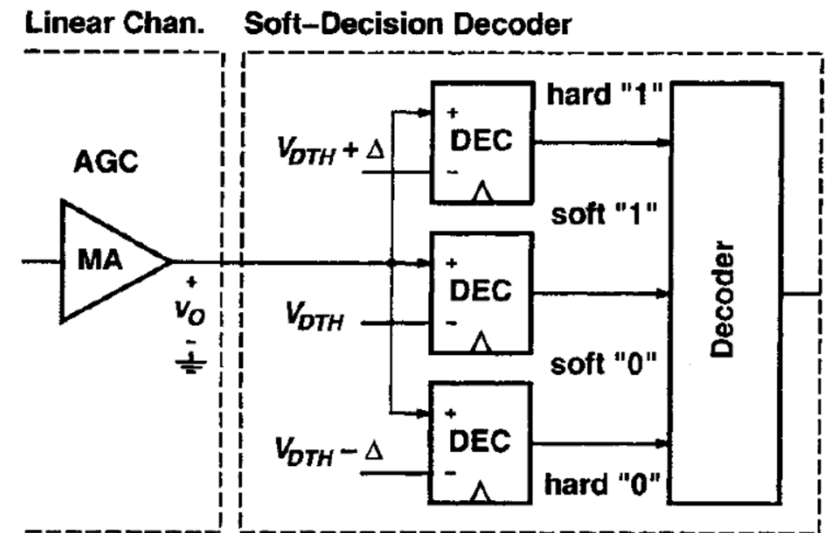 Linear Chan. Soft–Decision Decoder
hard "1"
+
DEC
V_DTH + Δ
-
AGC
soft "1"
MA
+
DEC
+
v_O
V_DTH
-
-
Decoder
soft "0"
+
DEC
V_DTH – Δ
-
hard "0"